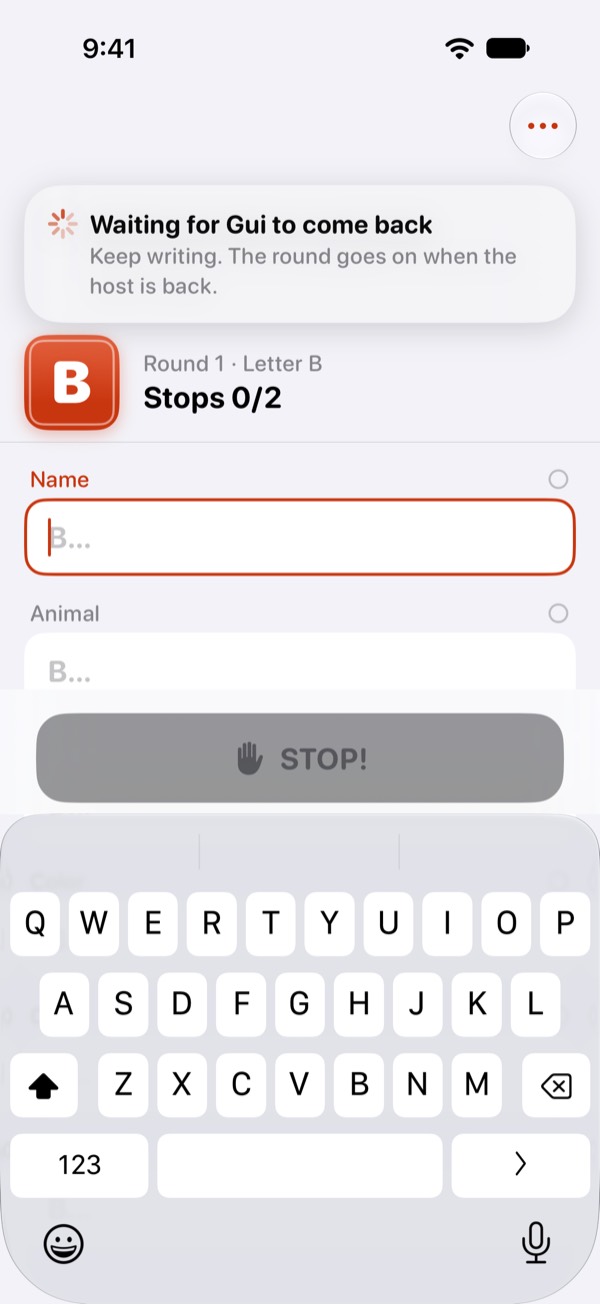 9:41
Waiting for Gui to come back
Keep writing. The round goes on when the
host is back.
B
Round 1 · Letter B
Stops 0/2
Name
B...
Animal
B...
STOP!
Q W E R T Y U I O P
A S D F G H J K L
Z X C V B N M
123